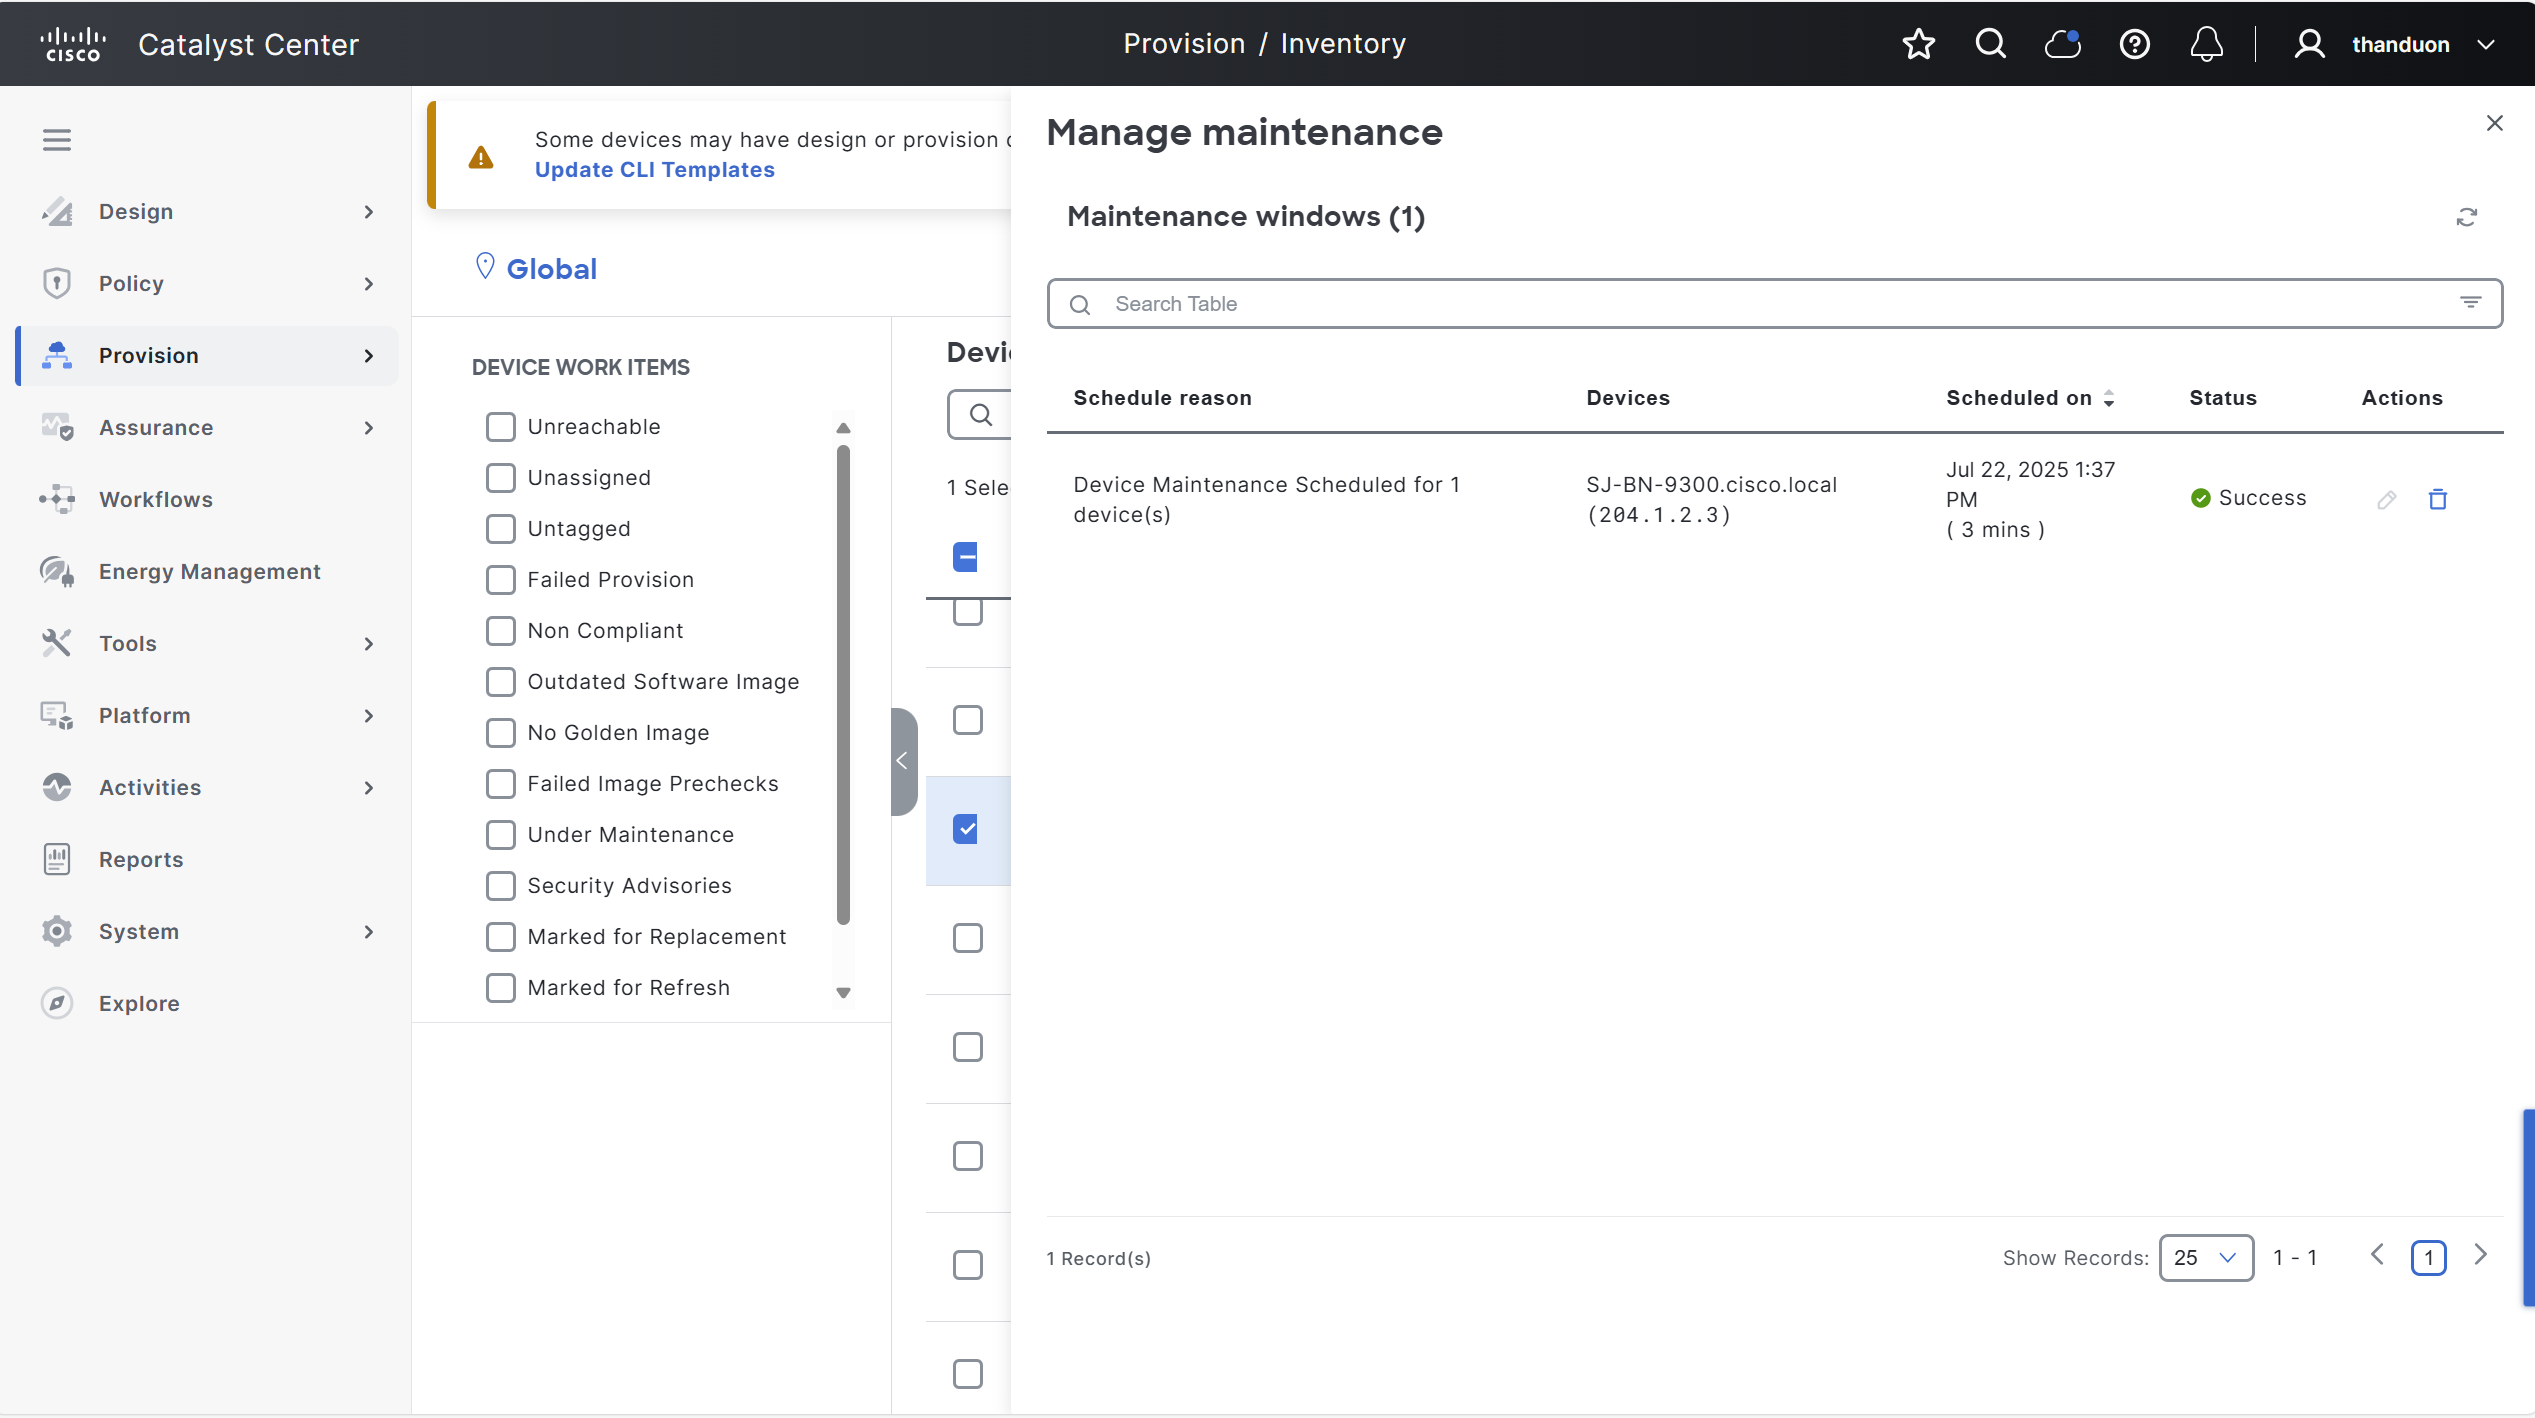 CISCO
Catalyst Center
Provision / Inventory
thanduon
Design
Policy
Provision
Assurance
Workflows
Energy Management
Tools
Platform
Activities
Reports
System
Explore
Some devices may have design or provision
Update CLI Templates
Global
DEVICE WORK ITEMS
Unreachable
Unassigned
Untagged
Failed Provision
Non Compliant
Outdated Software Image
No Golden Image
Failed Image Prechecks
Under Maintenance
Security Advisories
Marked for Replacement
Marked for Refresh
Devi
1 Sele
Manage maintenance
Maintenance windows (1)
Search Table
Schedule reason Devices Scheduled on Status Actions
Device Maintenance Scheduled for 1
device(s)
SJ-BN-9300.cisco.local
(204.1.2.3)
Jul 22, 2025 1:37
PM
( 3 mins )
Success
1 Record(s)
Show Records: 25 1 - 1 1